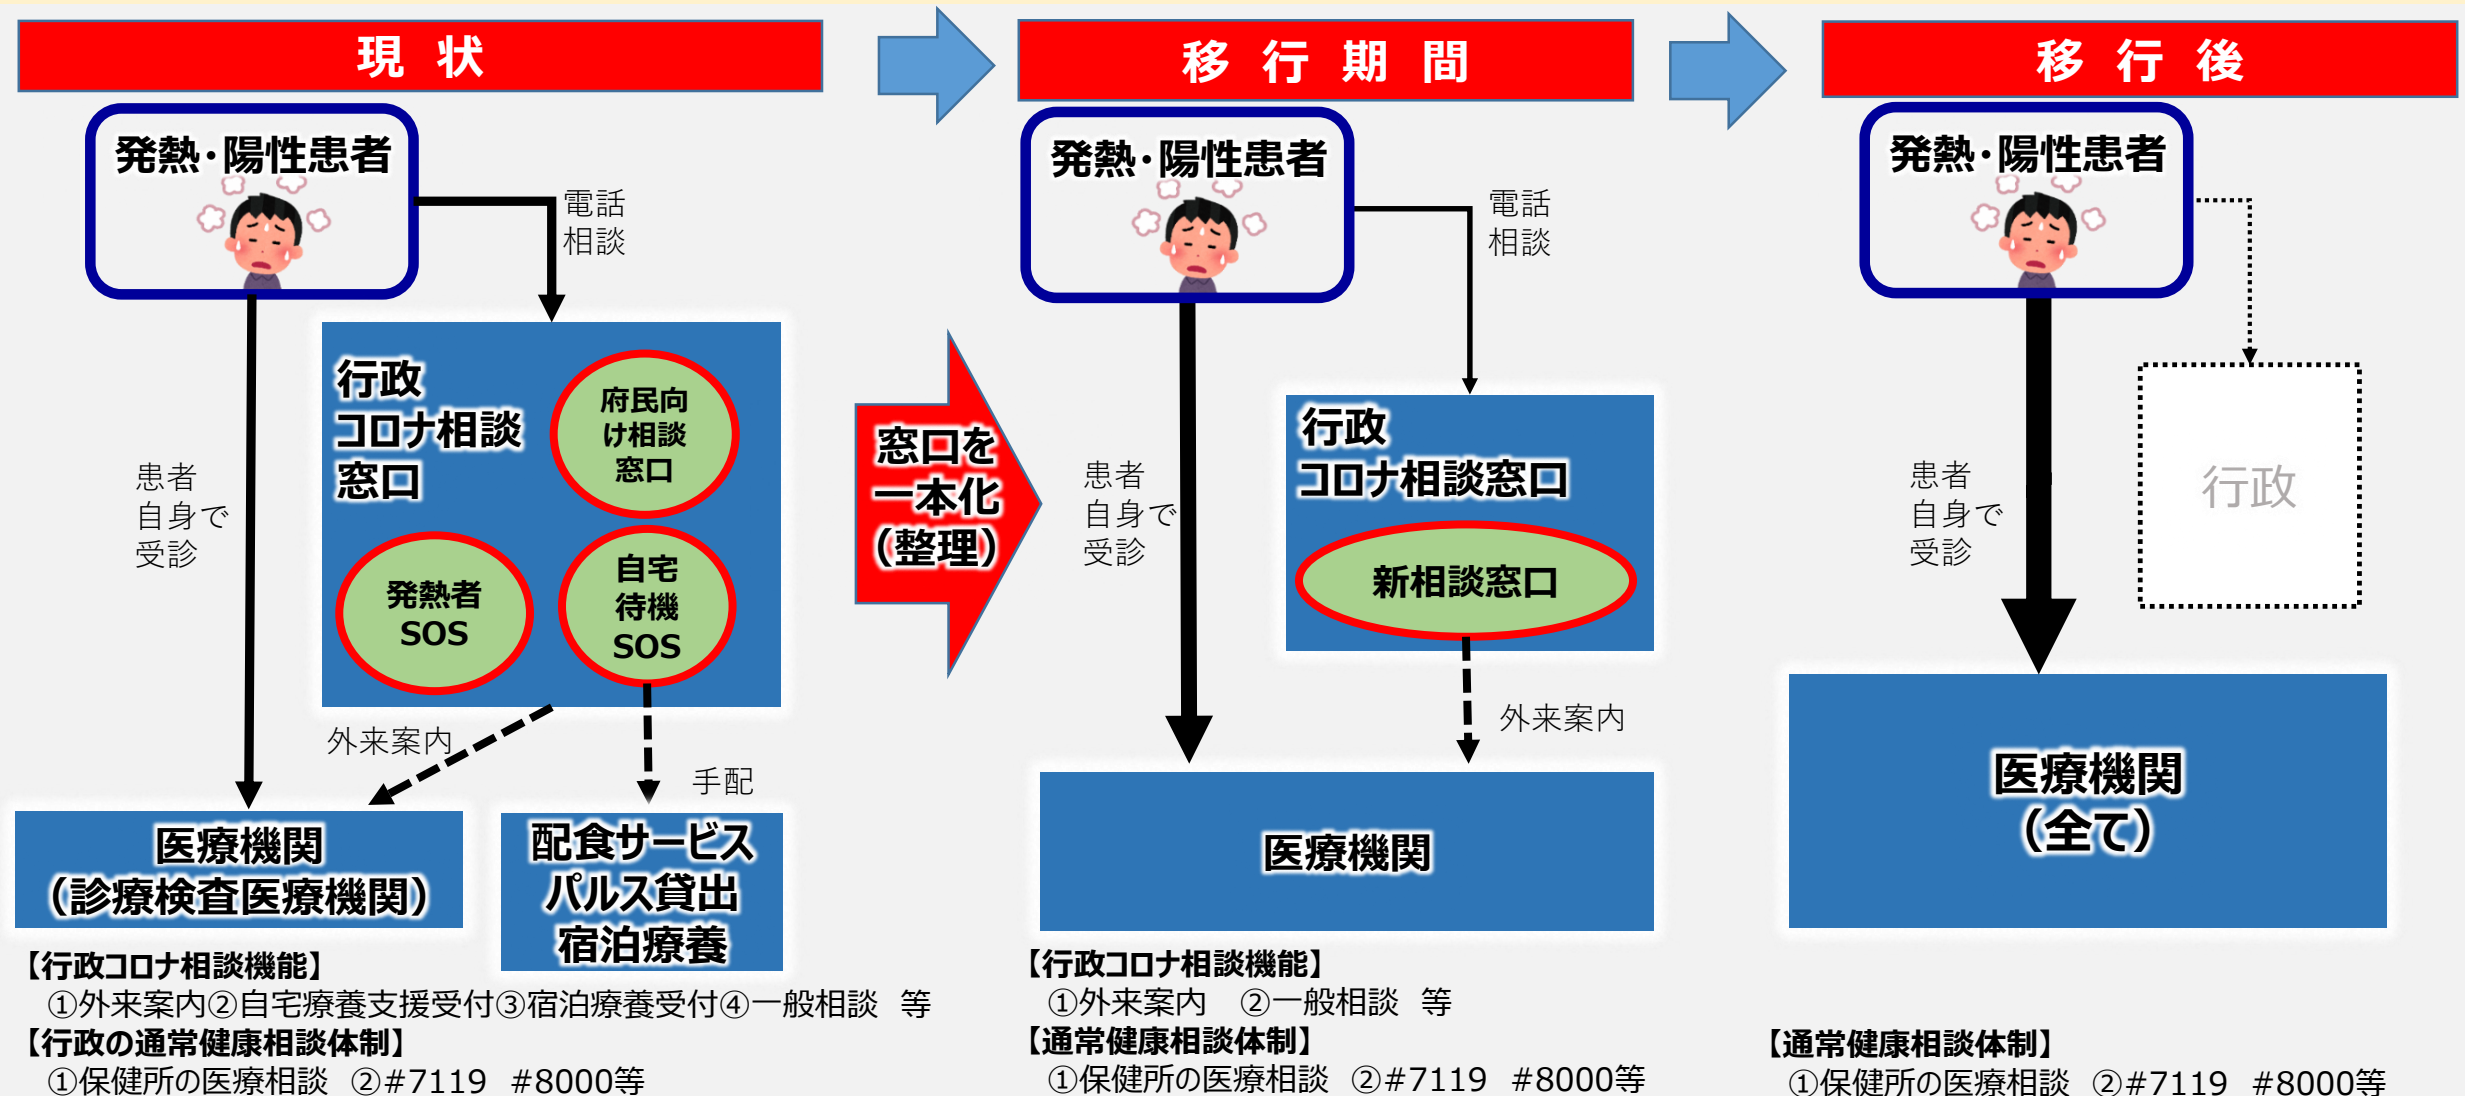 現 状
発熱・陽性患者
電話
相談
行政
コロナ相談
窓口
府民向
け相談
窓口
発熱者
SOS
自宅
待機
SOS
患者
自身で
受診
外来案内
手配
医療機関
（診療検査医療機関）
配食サービス
パルス貸出
宿泊療養
【行政コロナ相談機能】
①外来案内②自宅療養支援受付③宿泊療養受付④一般相談 等
【行政の通常健康相談体制】
①保健所の医療相談 ②#7119 #8000等
窓口を
一本化
（整理）
移 行 期 間
発熱・陽性患者
電話
相談
患者
自身で
受診
行政
コロナ相談窓口
新相談窓口
外来案内
医療機関
【行政コロナ相談機能】
①外来案内 ②一般相談 等
【通常健康相談体制】
①保健所の医療相談 ②#7119 #8000等
移 行 後
発熱・陽性患者
患者
自身で
受診
行政
医療機関
（全て）
【通常健康相談体制】
①保健所の医療相談 ②#7119 #8000等